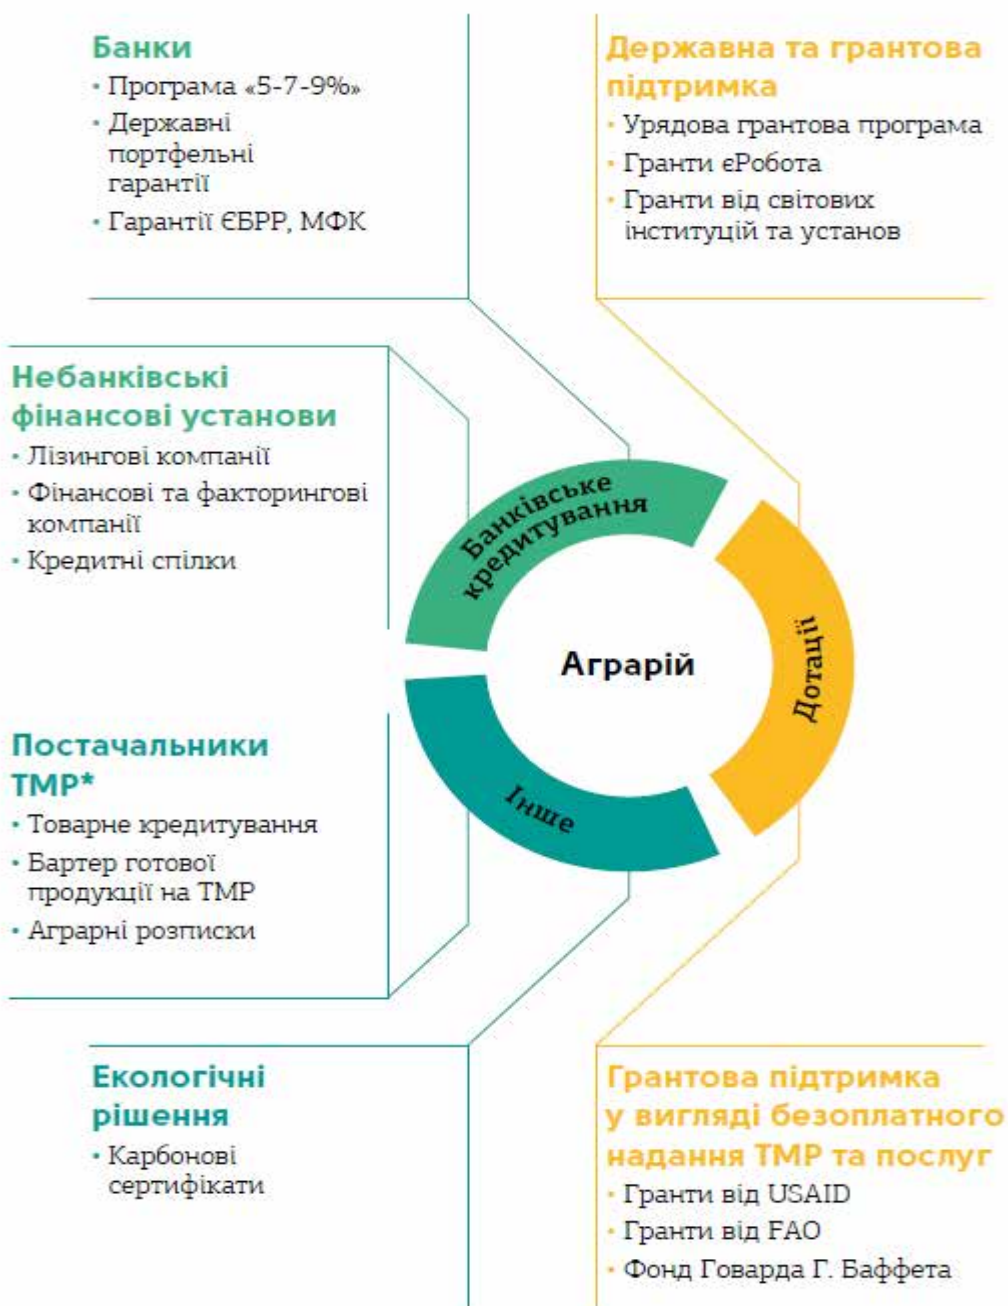 Банки
• Програма «5-7-9%»
• Державні
портфельні
гарантії
• Гарантії ЄБРР, МФК
Державна та грантова
підтримка
• Урядова грантова програма
• Гранти єРобота
• Гранти від світових
інституцій та установ
Небанківські
фінансові установи
• Лізингові компанії
• Фінансові та факторингові
компанії
• Кредитні спілки
Банківське
кредитування
Аграрій
Дотації
Інше
Постачальники
ТМР*
• Товарне кредитування
• Бартер готової
продукції на ТМР
• Аграрні розписки
Екологічні
рішення
• Карбонові
сертифікати
Грантова підтримка
у вигляді безоплатного
надання ТМР та послуг
• Гранти від USAID
• Гранти від FAO
• Фонд Говарда Г. Баффета